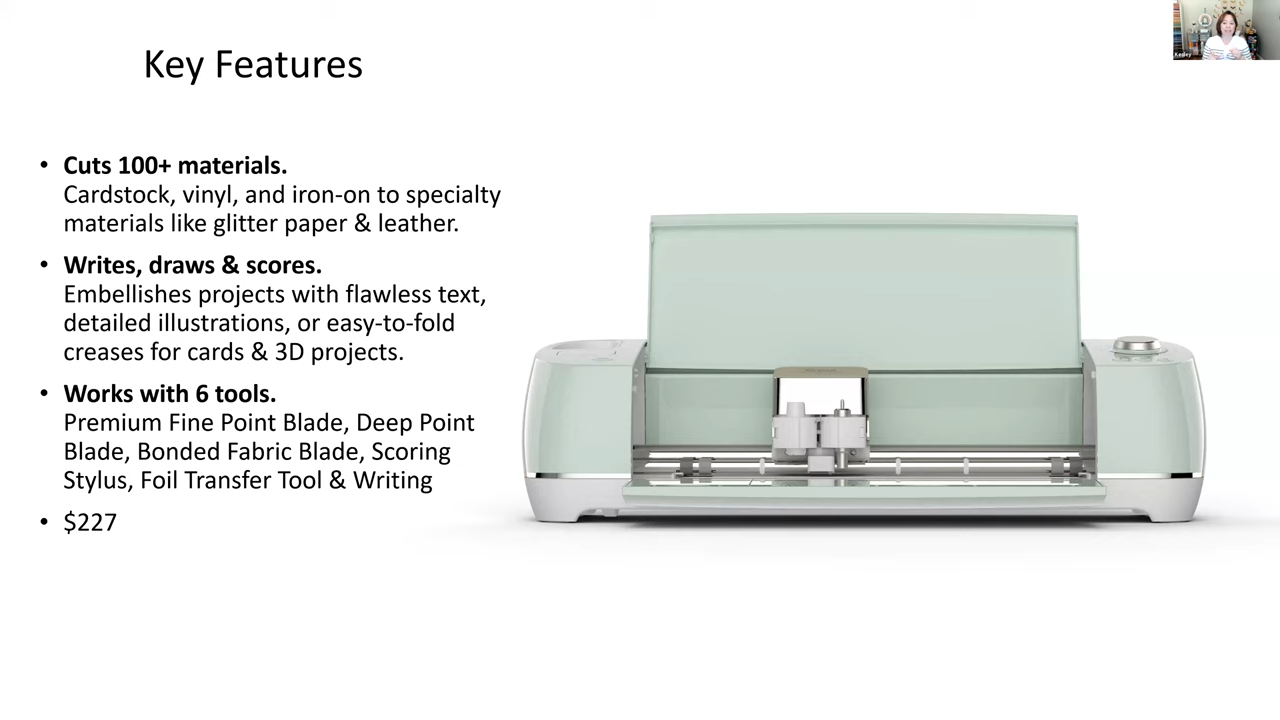 Key Features
• Cuts 100+ materials.
Cardstock, vinyl, and iron-on to specialty
materials like glitter paper & leather.
• Writes, draws & scores.
Embellishes projects with flawless text,
detailed illustrations, or easy-to-fold
creases for cards & 3D projects.
• Works with 6 tools.
Premium Fine Point Blade, Deep Point
Blade, Bonded Fabric Blade, Scoring
Stylus, Foil Transfer Tool & Writing
• $227